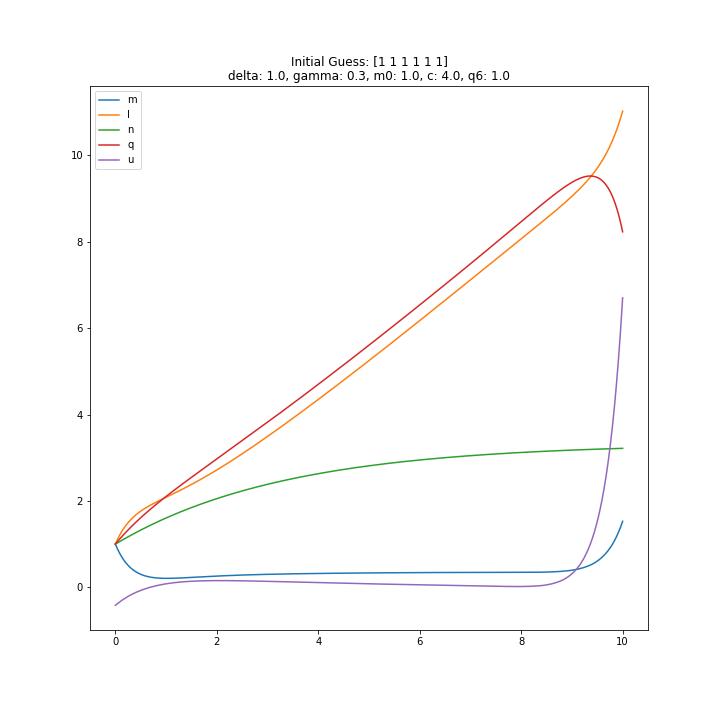 Initial Guess: [1 1 1 1 1 1]
delta: 1.0, gamma: 0.3, m0: 1.0, c: 4.0, q6: 1.0
m
l
n
q
u
10
8
6
4
2
0
0 2 4 6 8 10